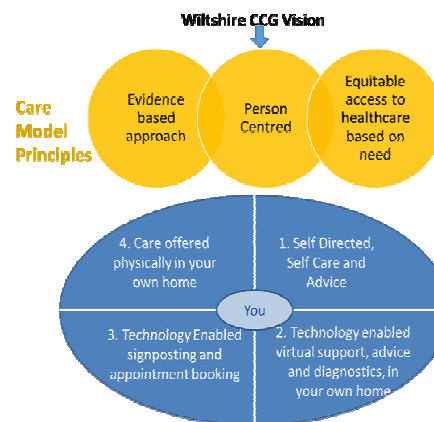 Wiltshire CCG Vision
Care
Model
Principles
Evidence
based
approach
Person
Centred
Equitable
access to
healthcare
based on
need
4. Care offered
physically in your
own home
1. Self Directed,
Self Care and
Advice
You
3. Technology Enabled
signposting and
appointment booking
2. Technology enabled
virtual support, advice
and diagnostics, in
your own home